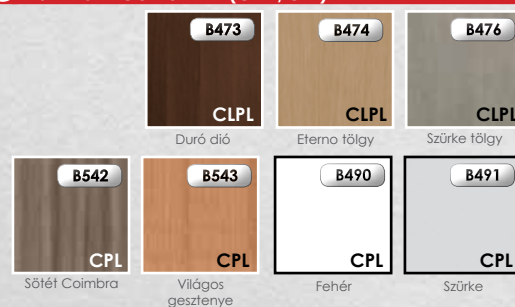 B473
B474
B476
CLPL
CLPL
CLPL
Duró dió
Eterno tölgy
Szürke tölgy
B542
B543
B490
B491
CPL
CPL
CPL
CPL
Sötét Coimbra
Világos
gesztenye
Fehér
Szürke